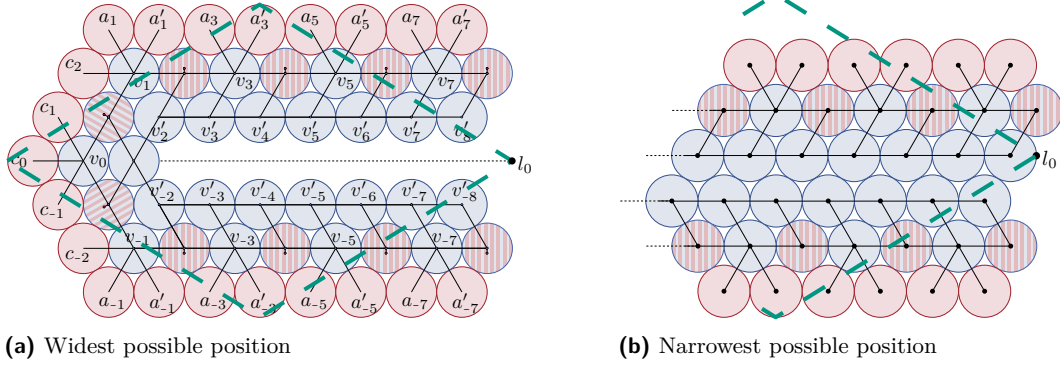 a₁ a′₁ a₃ a′₃ a₅ a′₅ a₇ a′₇
c₂ v₁ v₃ v₅ v₇
c₁ v′₂ v′₃ v′₄ v′₅ v′₆ v′₇ v′₈
c₀ v₀ l₀
c₋₁ v′₋₂ v′₋₃ v′₋₄ v′₋₅ v′₋₆ v′₋₇ v′₋₈
c₋₂ v₋₁ v₋₃ v₋₅ v₋₇
a₋₁ a′₋₁ a₋₃ a′₋₃ a₋₅ a′₋₅ a₋₇ a′₋₇
(a) Widest possible position
l₀
(b) Narrowest possible position